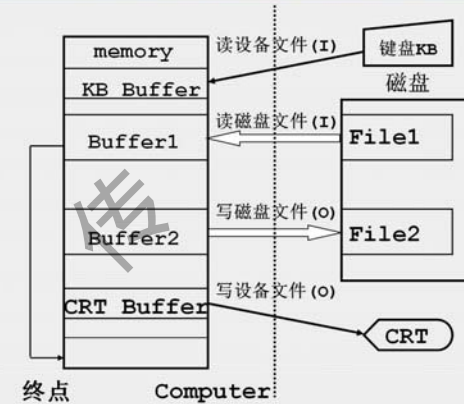 memory
读设备文件(I)
键盘KB
KB Buffer
磁盘
读磁盘文件(I)
Buffer1
File1
传
写磁盘文件(O)
Buffer2
File2
写设备文件(O)
CRT Buffer
CRT
终点
Computer